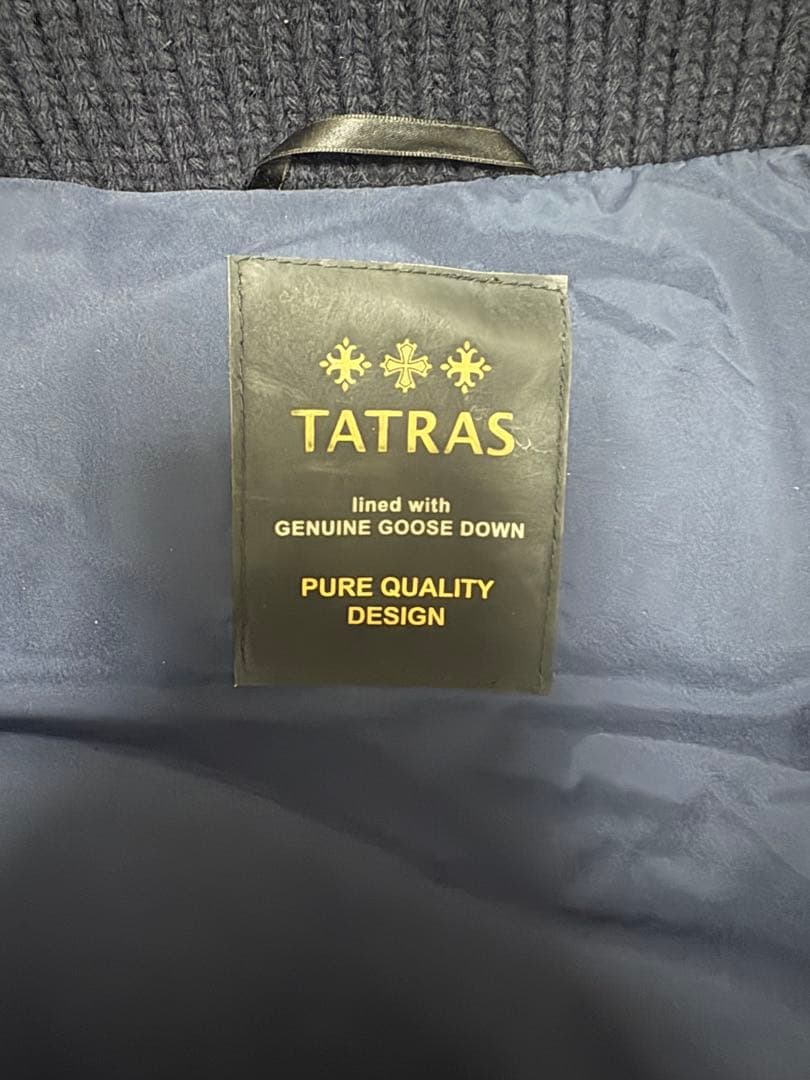 TATRAS
lined with
GENUINE GOOSE DOWN
PURE QUALITY
DESIGN